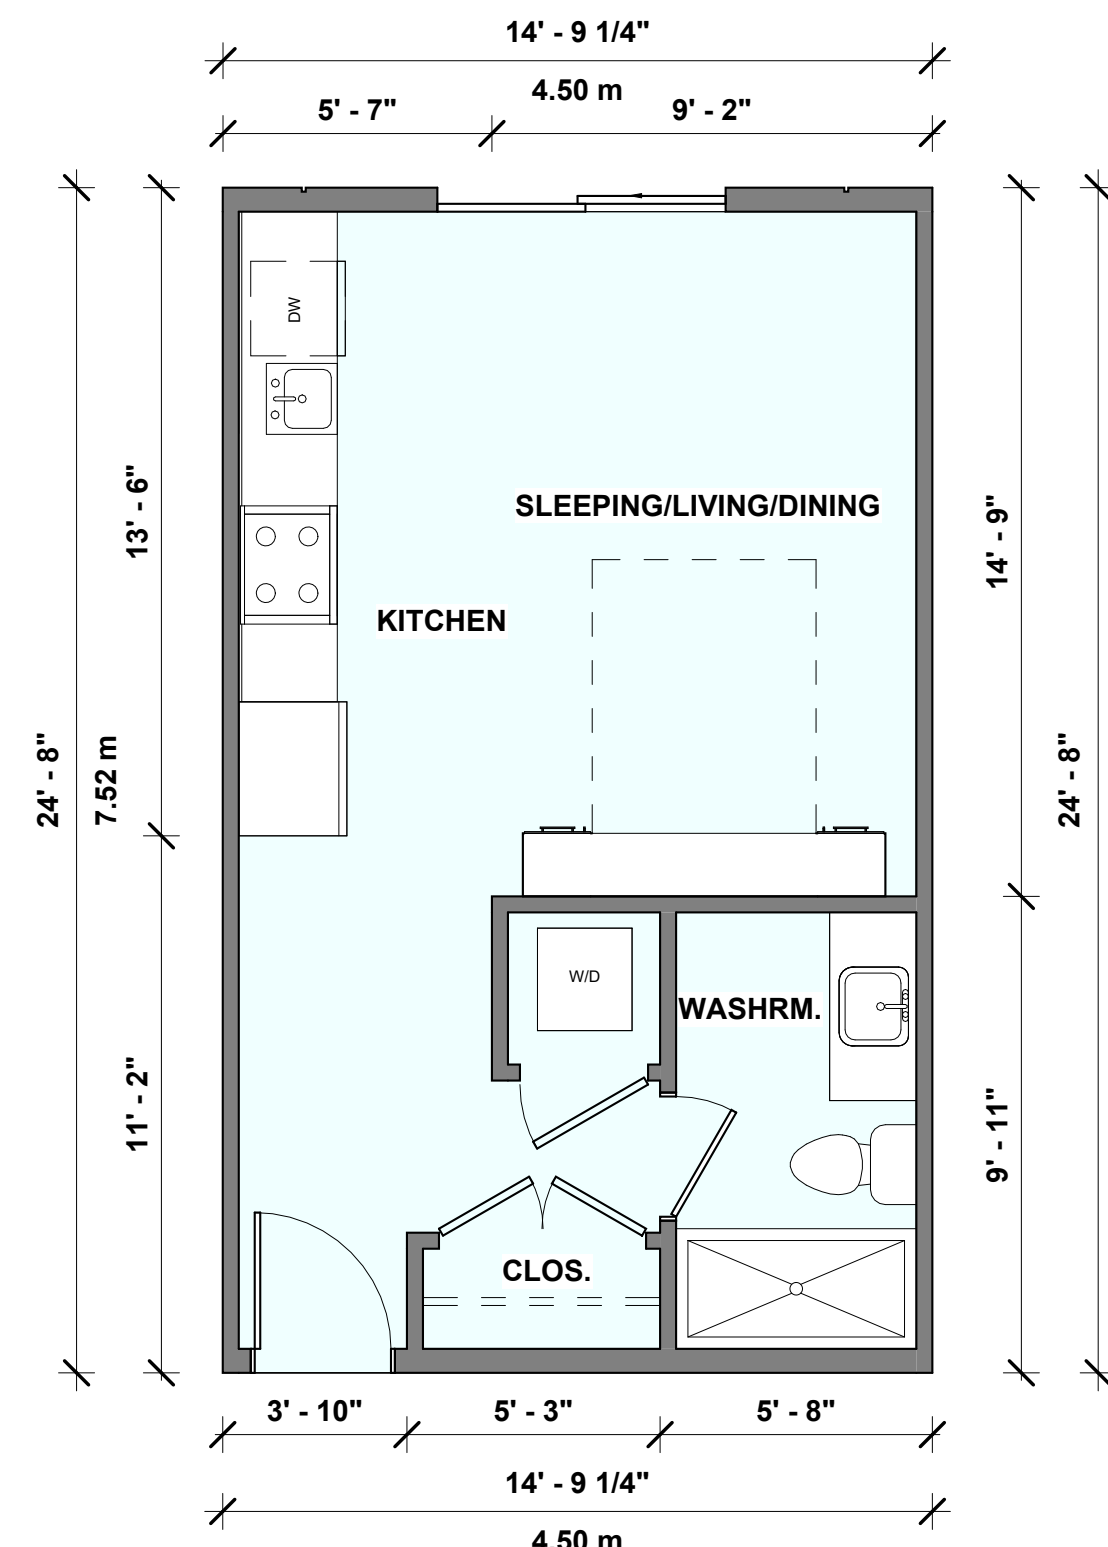 14' - 9 1/4"
4.50 m
5' - 7"
9' - 2"
DW
13' - 6"
SLEEPING/LIVING/DINING
14' - 9"
KITCHEN
24' - 8"
7.52 m
24' - 8"
W/D
WASHRM.
11' - 2"
9' - 11"
CLOS.
3' - 10"
5' - 3"
5' - 8"
14' - 9 1/4"
4.50 m